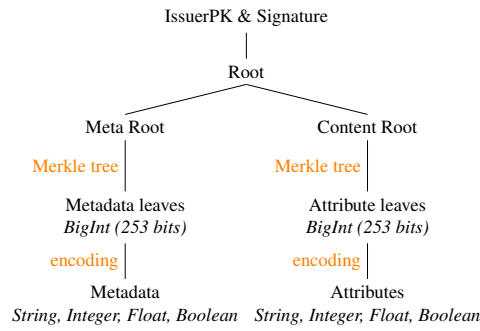 IssuerPK & Signature
Root
Meta Root Content Root
Merkle tree Merkle tree
Metadata leaves Attribute leaves
BigInt (253 bits) BigInt (253 bits)
encoding encoding
Metadata Attributes
String, Integer, Float, Boolean String, Integer, Float, Boolean